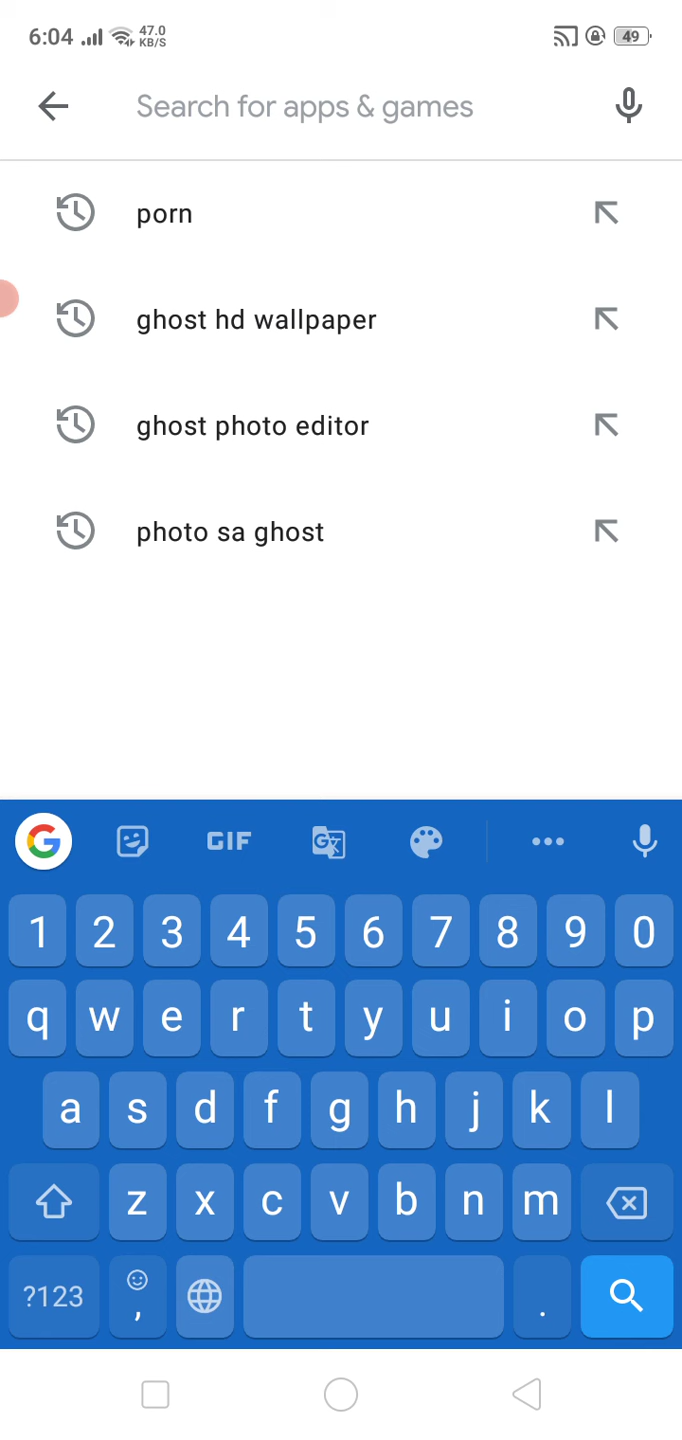 6:04 47.0 KB/S 49
Search for apps & games
porn
ghost hd wallpaper
ghost photo editor
photo sa ghost
G GIF G
1 2 3 4 5 6 7 8 9 0
q w e r t y u i o p
a s d f g h j k l
z x c v b n m
?123 , .